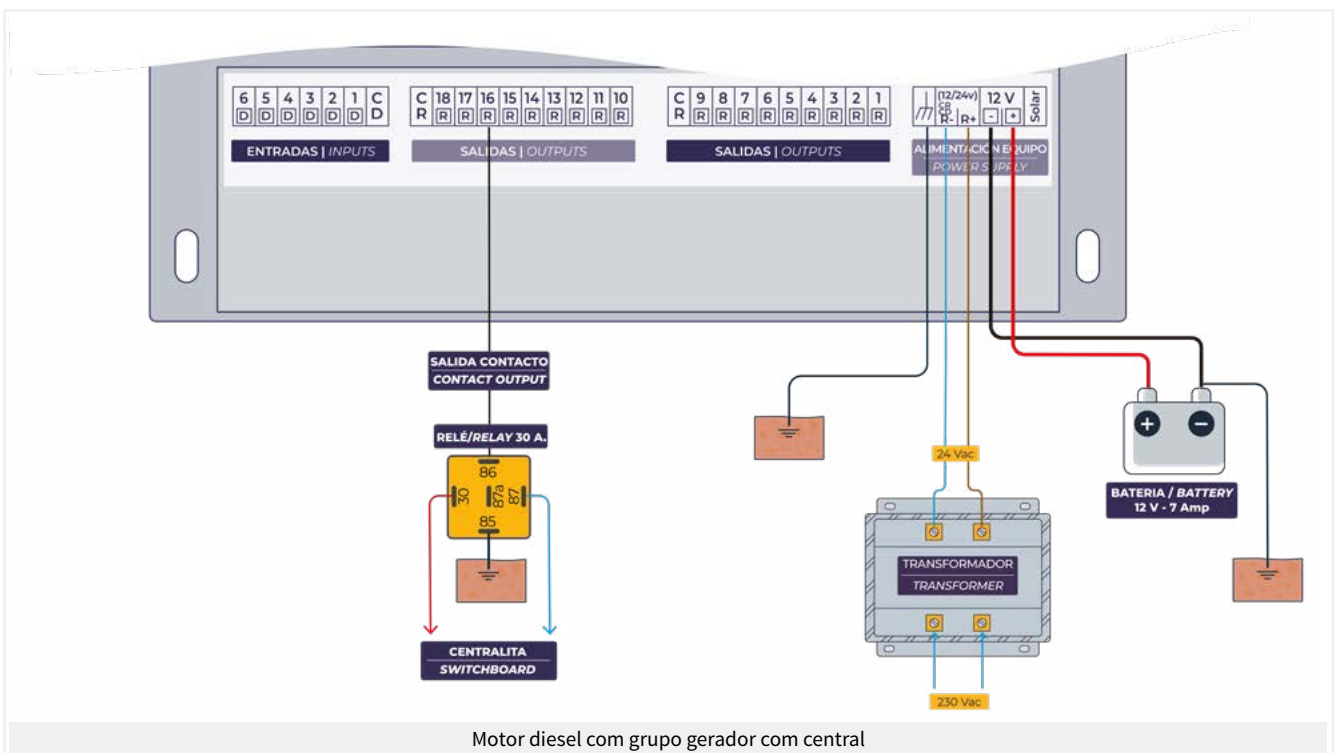 6 5 4 3 2 1 C
D D D D D D D
ENTRADAS | INPUTS
C 18 17 16 15 14 13 12 11 10
R R R R R R R R R R
SALIDAS | OUTPUTS
C 9 8 7 6 5 4 3 2 1
R R R R R R R R R R
SALIDAS | OUTPUTS
(12/24v) 12 V
R- R+ - +
Solar
ALIMENTACIÓN EQUIPO
POWER SUPPLY
SALIDA CONTACTO
CONTACT OUTPUT
RELÉ/RELAY 30 A.
86
30
87a
87
85
CENTRALITA
SWITCHBOARD
24 Vac
TRANSFORMADOR
TRANSFORMER
230 Vac
BATERIA / BATTERY
12 V - 7 Amp
Motor diesel com grupo gerador com central